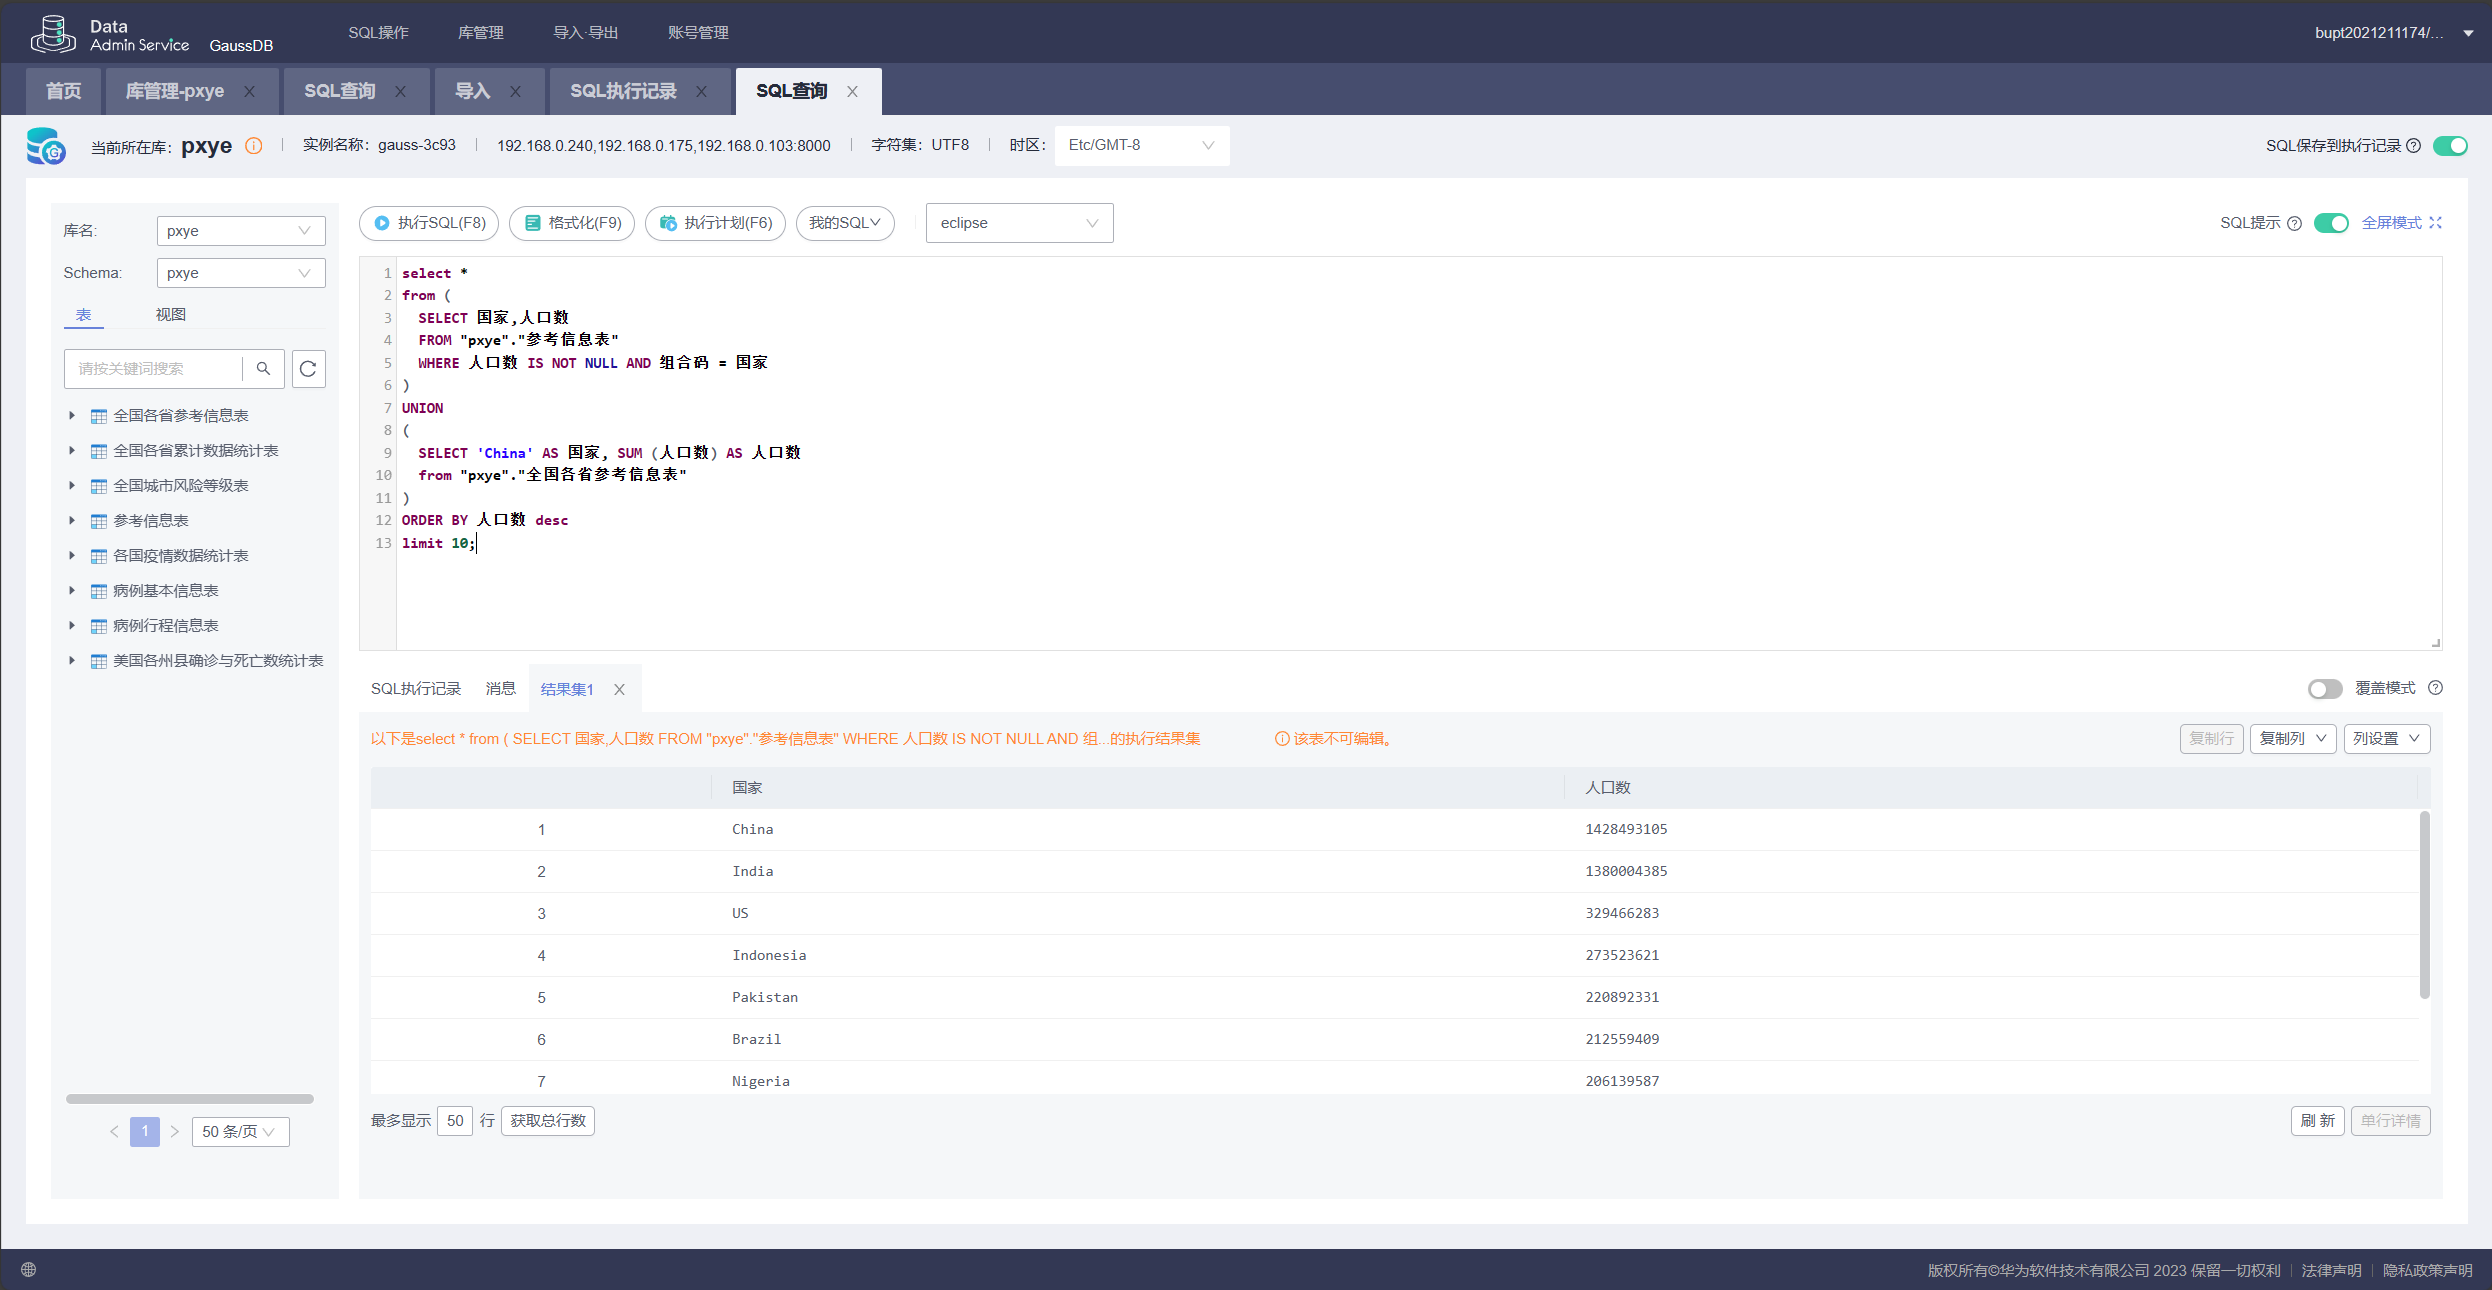 Data
Admin Service GaussDB SQL操作 库管理 导入·导出 账号管理 bupt2021211174/...
首页 库管理-pxye SQL查询 导入 SQL执行记录 SQL查询
当前所在库: pxye 实例名称: gauss-3c93 192.168.0.240,192.168.0.175,192.168.0.103:8000 字符集: UTF8 时区: Etc/GMT-8 SQL保存到执行记录
库名: pxye
Schema: pxye
表 视图
请按关键词搜索
全国各省参考信息表
全国各省累计数据统计表
全国城市风险等级表
参考信息表
各国疫情数据统计表
病例基本信息表
病例行程信息表
美国各州县确诊与死亡数统计表
1
50 条/页
执行SQL(F8) 格式化(F9) 执行计划(F6) 我的SQL eclipse SQL提示 全屏模式
1 select *
2 from (
3 SELECT 国家,人口数
4 FROM "pxye"."参考信息表"
5 WHERE 人口数 IS NOT NULL AND 组合码 = 国家
6 )
7 UNION
8 (
9 SELECT 'China' AS 国家, SUM (人口数) AS 人口数
10 from "pxye"."全国各省参考信息表"
11 )
12 ORDER BY 人口数 desc
13 limit 10;
SQL执行记录 消息 结果集1 覆盖模式
以下是select * from ( SELECT 国家,人口数 FROM "pxye"."参考信息表" WHERE 人口数 IS NOT NULL AND 组...的执行结果集 该表不可编辑。 复制行 复制列 列设置
国家 人口数
1 China 1428493105
2 India 1380004385
3 US 329466283
4 Indonesia 273523621
5 Pakistan 220892331
6 Brazil 212559409
7 Nigeria 206139587
最多显示 50 行 获取总行数 刷 新 单行详情
版权所有©华为软件技术有限公司 2023 保留一切权利 法律声明 隐私政策声明